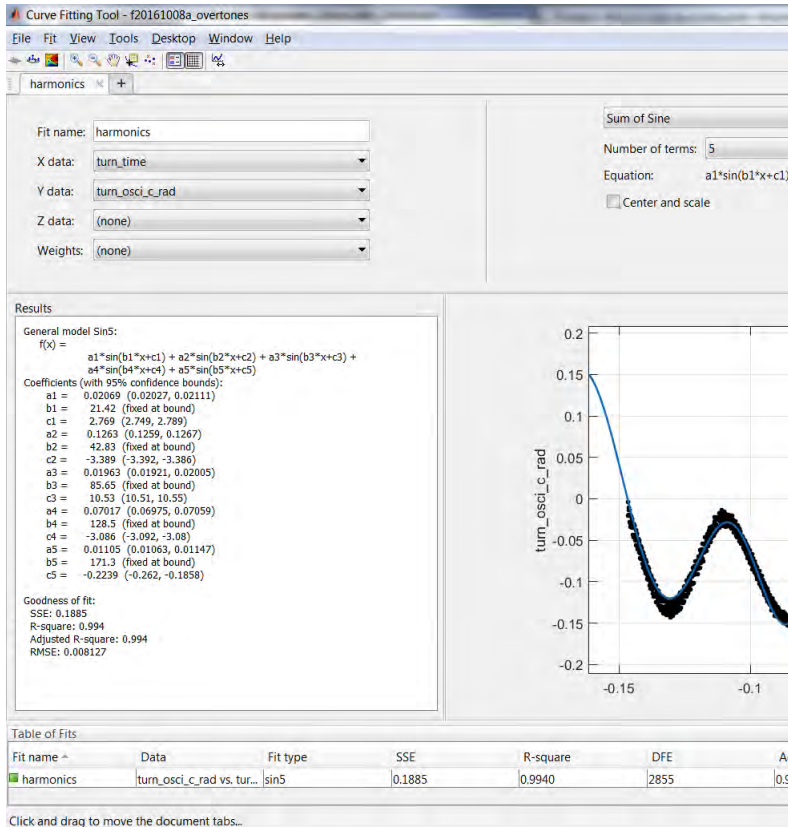 Curve Fitting Tool - f20161008a_overtones
File Fit View Tools Desktop Window Help
harmonics × +
Fit name: harmonics
X data: turn_time
Y data: turn_osci_c_rad
Z data: (none)
Weights: (none)
Sum of Sine
Number of terms: 5
Equation: a1*sin(b1*x+c1)
Center and scale
Results
General model Sin5:
f(x) =
a1*sin(b1*x+c1) + a2*sin(b2*x+c2) + a3*sin(b3*x+c3) +
a4*sin(b4*x+c4) + a5*sin(b5*x+c5)
Coefficients (with 95% confidence bounds):
a1 = 0.02069 (0.02027, 0.02111)
b1 = 21.42 (fixed at bound)
c1 = 2.769 (2.749, 2.789)
a2 = 0.1263 (0.1259, 0.1267)
b2 = 42.83 (fixed at bound)
c2 = -3.389 (-3.392, -3.386)
a3 = 0.01963 (0.01921, 0.02005)
b3 = 85.65 (fixed at bound)
c3 = 10.53 (10.51, 10.55)
a4 = 0.07017 (0.06975, 0.07059)
b4 = 128.5 (fixed at bound)
c4 = -3.086 (-3.092, -3.08)
a5 = 0.01105 (0.01063, 0.01147)
b5 = 171.3 (fixed at bound)
c5 = -0.2239 (-0.262, -0.1858)
Goodness of fit:
SSE: 0.1885
R-square: 0.994
Adjusted R-square: 0.994
RMSE: 0.008127
turn_osci_c_rad
0.2
0.15
0.1
0.05
0
-0.05
-0.1
-0.15
-0.2
-0.15 -0.1
Table of Fits
Fit name Data Fit type SSE R-square DFE A
harmonics turn_osci_c_rad vs. tur... sin5 0.1885 0.9940 2855 0.9
Click and drag to move the document tabs...